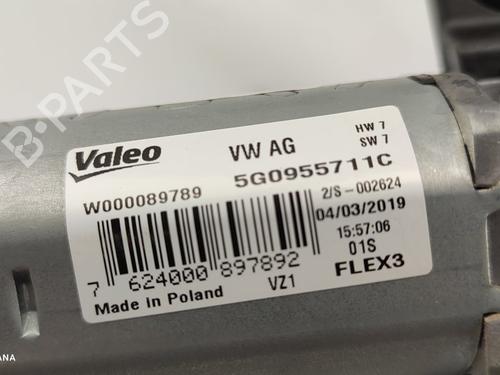 B-PARTS
Valeo
VW AG
HW 7
SW 7
W000089789
5G0955711C
2/S-002624
04/03/2019
15:57:06
01S
7 624000 897892
VZ1
FLEX3
Made in Poland
ANA